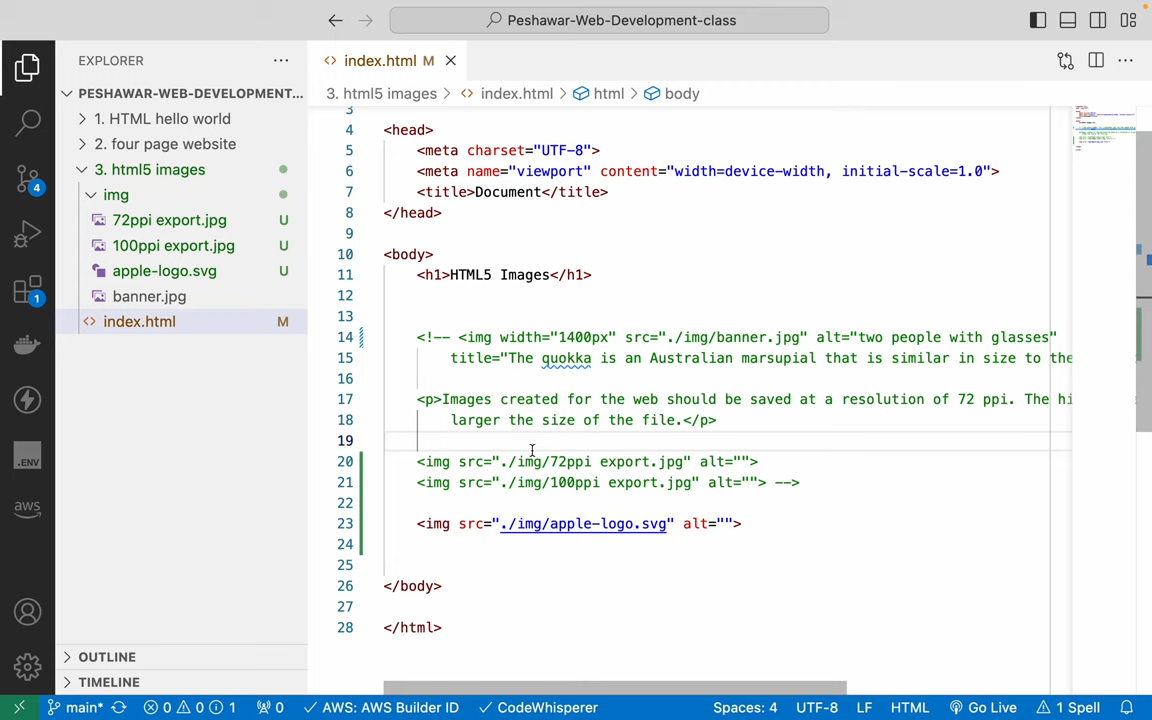 Peshawar-Web-Development-class
EXPLORER
PESHAWAR-WEB-DEVELOPMENT...
1. HTML hello world
2. four page website
3. html5 images
img
72ppi export.jpg U
100ppi export.jpg U
apple-logo.svg U
banner.jpg
index.html M
OUTLINE
TIMELINE
4
1
.ENV
aws
index.html M
3. html5 images > index.html > html > body
3
4 <head>
5 <meta charset="UTF-8">
6 <meta name="viewport" content="width=device-width, initial-scale=1.0">
7 <title>Document</title>
8 </head>
9
10 <body>
11 <h1>HTML5 Images</h1>
12
13
14 <!-- <img width="1400px" src="./img/banner.jpg" alt="two people with glasses"
15 title="The quokka is an Australian marsupial that is similar in size to the
16
17 <p>Images created for the web should be saved at a resolution of 72 ppi. The hi
18 larger the size of the file.</p>
19
20 <img src="./img/72ppi export.jpg" alt="">
21 <img src="./img/100ppi export.jpg" alt=""> -->
22
23 <img src="./img/apple-logo.svg" alt="">
24
25
26 </body>
27
28 </html>
main* 0 0 1 0 AWS: AWS Builder ID CodeWhisperer Spaces: 4 UTF-8 LF HTML Go Live 1 Spell